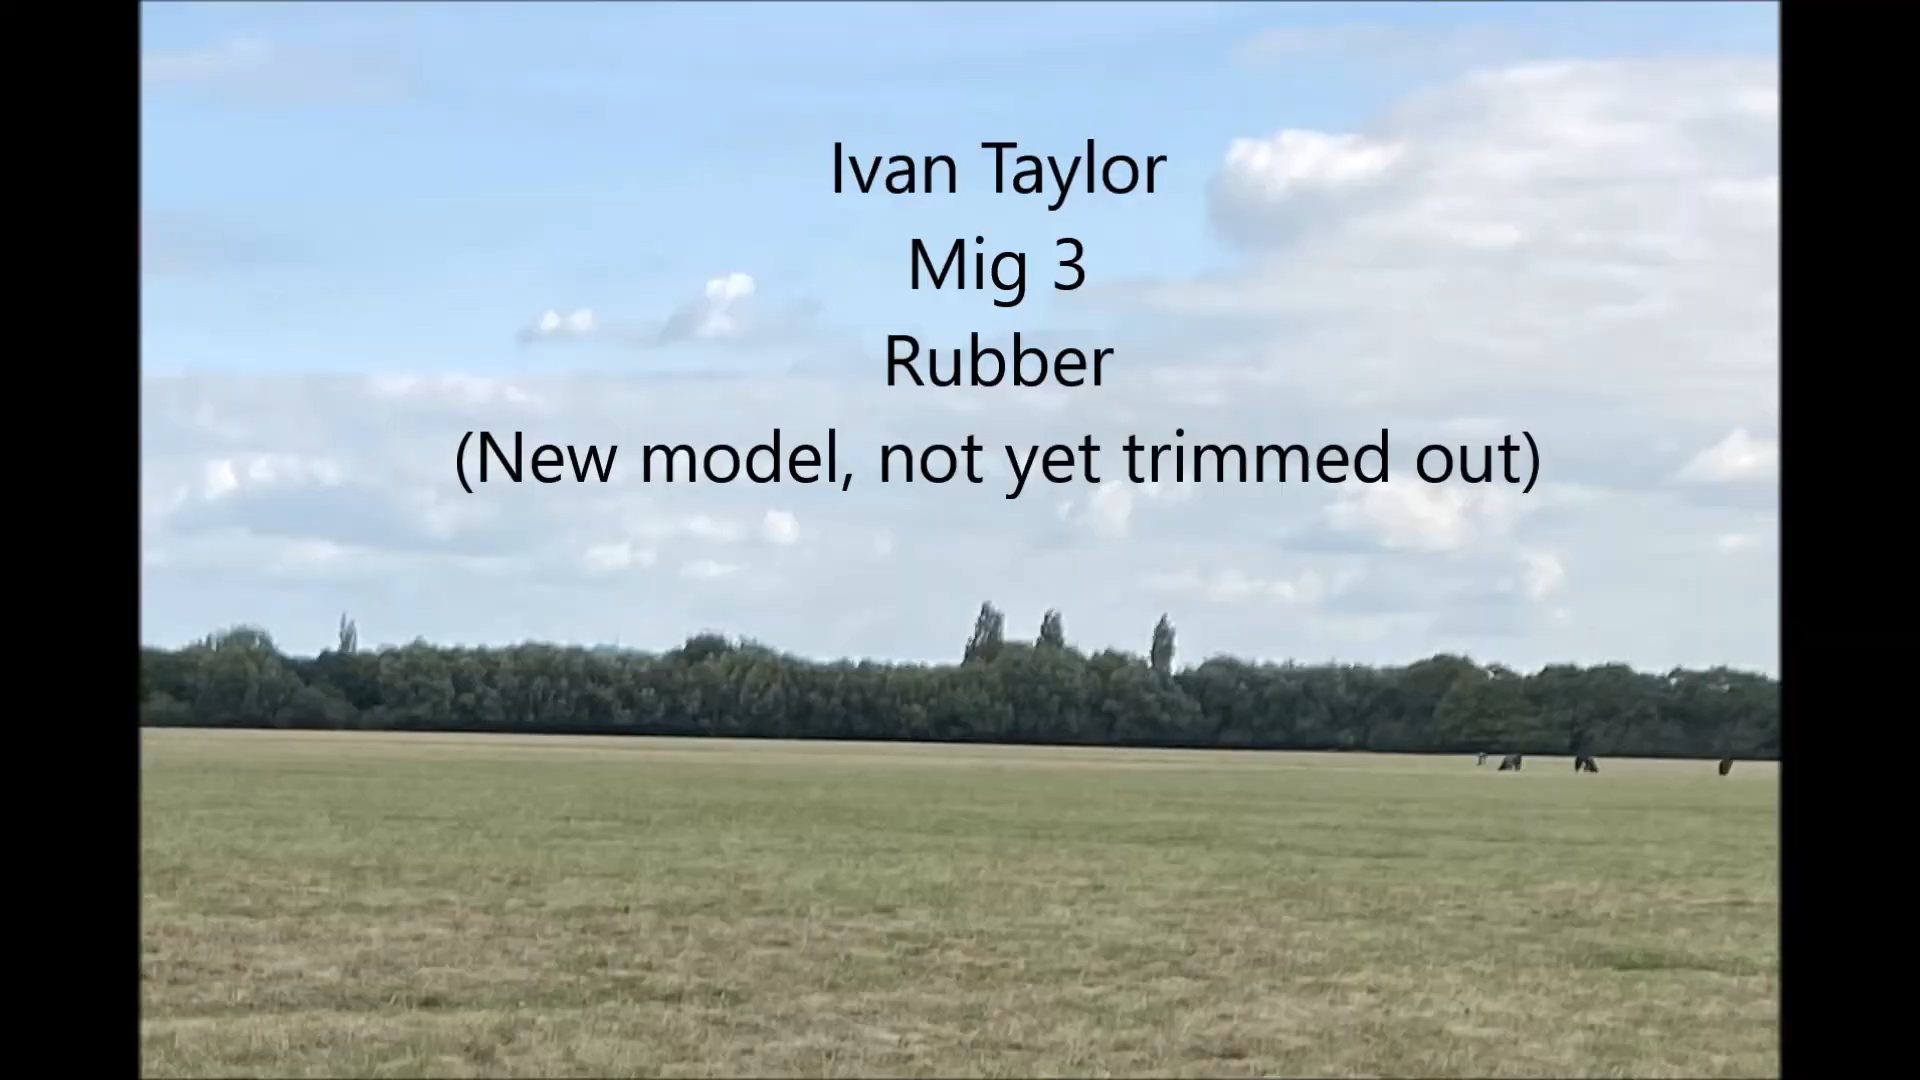 Ivan Taylor
Mig 3
Rubber
(New model, not yet trimmed out)